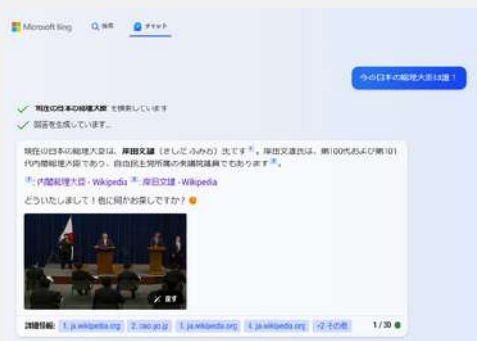 Microsoft Bing
検索
チャット
今の日本の総理大臣は誰？
現在の日本の総理大臣 を検索しています
回答を生成しています...
現在の日本の総理大臣は、岸田文雄（きしだ ふみお）氏です。岸田文雄氏は、第100代および第101
代内閣総理大臣であり、自由民主党所属の衆議院議員でもあります。
: 内閣総理大臣 - Wikipedia : 岸田文雄 - Wikipedia
どういたしまして！他に何かお探しですか？
詳細情報: 1. ja.wikipedia.org 2. cao.go.jp 3. ja.wikipedia.org 4. ja.wikipedia.org +2 その他 1 / 30